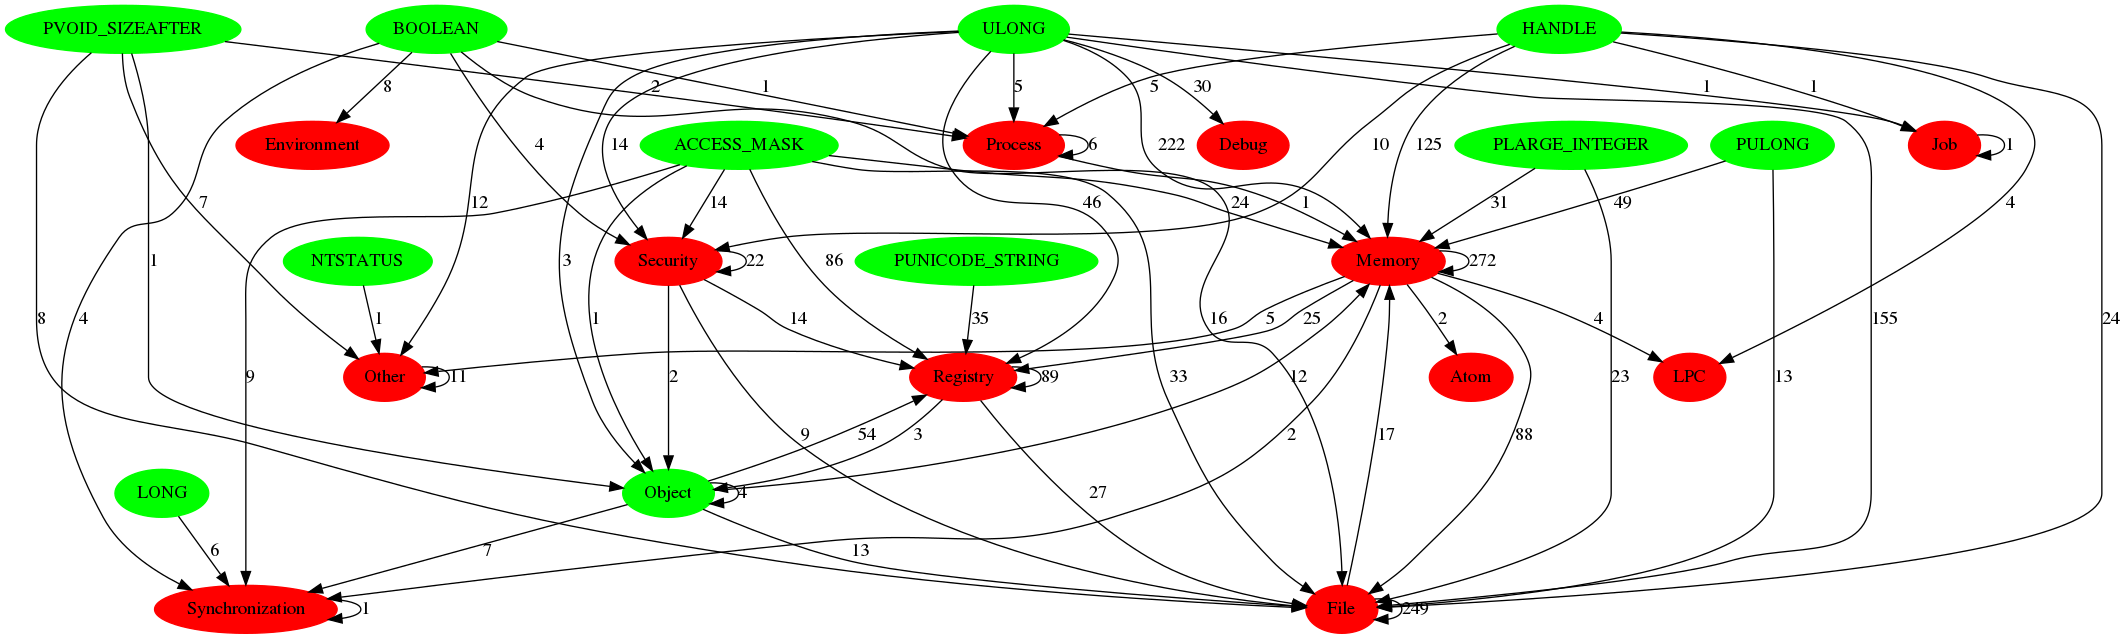 PVOID_SIZEAFTER
BOOLEAN
ULONG
HANDLE
8
2
1
5
30
5
1
1
Environment
4
14
ACCESS_MASK
Process
6
222
Debug
10
125
PLARGE_INTEGER
PULONG
Job
1
7
12
14
46
24
1
31
49
4
1
3
NTSTATUS
Security
22
86
PUNICODE_STRING
Memory
272
8
4
1
1
14
35
16
25
5
2
4
155
24
9
Other
11
2
Registry
89
33
12
23
13
Atom
LPC
9
54
3
2
17
88
LONG
Object
4
27
6
7
13
Synchronization
1
File
249